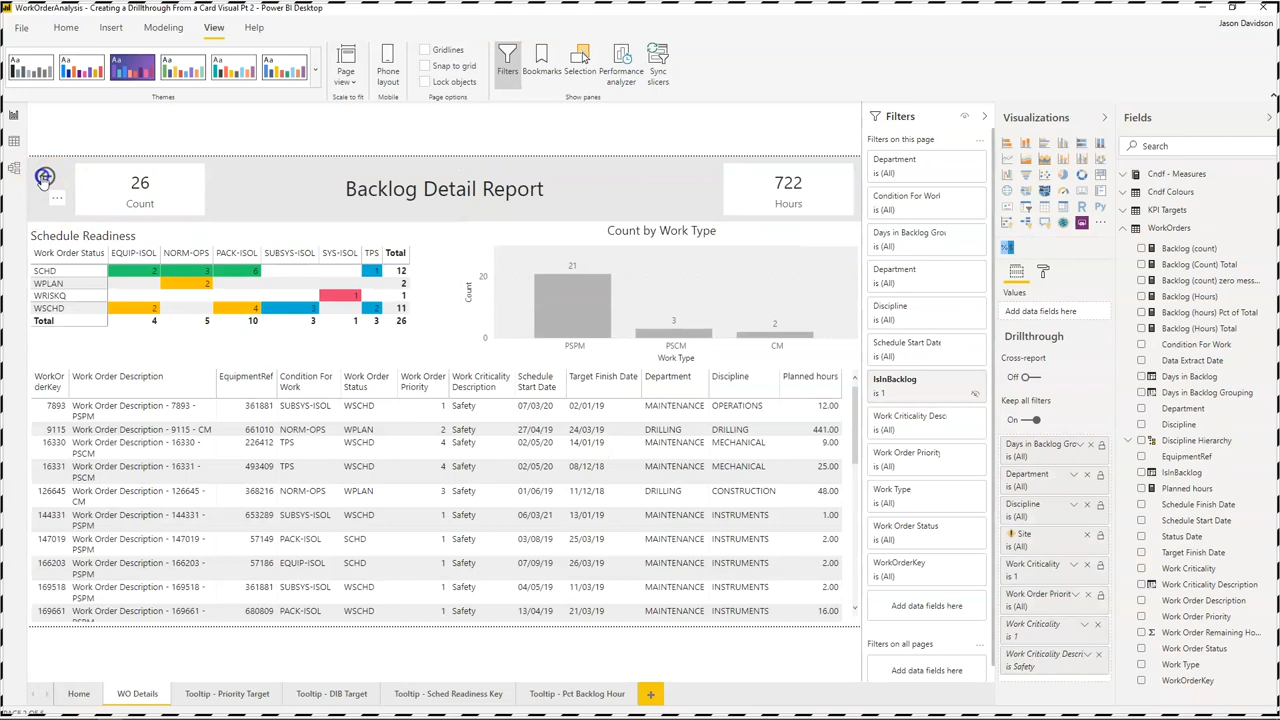 WorkOrderAnalysis - Creating a Drillthrough From a Card Visual Pt 2 - Power BI Desktop
Jason Davidson
File Home Insert Modeling View Help
Aa Aa Aa Aa Aa Aa
Page view
Phone layout
Gridlines
Snap to grid
Lock objects
Filters
Bookmarks
Selection
Performance analyzer
Sync slicers
Themes
Scale to fit
Mobile
Page options
Show panes
26
Count
Backlog Detail Report
722
Hours
Schedule Readiness
Work Order Status EQUIP-ISOL NORM-OPS PACK-ISOL SUBSYS-ISOL SYS-ISOL TPS Total
SCHD 2 3 6 1 12
WPLAN 2 2
WRISKQ 1 1
WSCHD 2 4 3 2 11
Total 4 5 10 3 1 3 26
Count by Work Type
Count
20
0
21
3
2
PSPM PSCM CM
Work Type
WorkOrderKey Work Order Description EquipmentRef Condition For Work Work Order Status Work Order Priority Work Criticality Description Schedule Start Date Target Finish Date Department Discipline Planned hours
7893 Work Order Description - 7893 - PSPM 361881 SUBSYS-ISOL WSCHD 1 Safety 07/03/20 02/01/19 MAINTENANCE OPERATIONS 12.00
9115 Work Order Description - 9115 - CM 661010 NORM-OPS WPLAN 2 Safety 27/04/19 24/03/19 DRILLING DRILLING 441.00
16330 Work Order Description - 16330 - PSCM 226412 TPS WSCHD 4 Safety 02/05/20 14/01/19 MAINTENANCE MECHANICAL 9.00
16331 Work Order Description - 16331 - PSCM 493409 TPS WSCHD 4 Safety 02/05/20 08/12/18 MAINTENANCE MECHANICAL 25.00
126645 Work Order Description - 126645 - CM 368216 NORM-OPS WPLAN 3 Safety 01/06/19 11/12/18 DRILLING CONSTRUCTION 48.00
144331 Work Order Description - 144331 - PSPM 653289 SUBSYS-ISOL WSCHD 1 Safety 06/03/21 13/01/19 MAINTENANCE INSTRUMENTS 1.00
147019 Work Order Description - 147019 - PSPM 57149 PACK-ISOL SCHD 1 Safety 03/08/19 25/03/19 MAINTENANCE INSTRUMENTS 2.00
166203 Work Order Description - 166203 - PSPM 57186 EQUIP-ISOL SCHD 1 Safety 07/09/19 26/03/19 MAINTENANCE INSTRUMENTS 2.00
169518 Work Order Description - 169518 - PSPM 361881 SUBSYS-ISOL WSCHD 1 Safety 04/05/19 11/03/19 MAINTENANCE INSTRUMENTS 2.00
169661 Work Order Description - 169661 - 680809 PACK-ISOL SCHD 1 Safety 13/04/19 21/03/19 MAINTENANCE INSTRUMENTS 16.00
Filters
Filters on this page
Department
is (All)
Condition For Worl
is (All)
Days in Backlog Grou
is (All)
Department
is (All)
Discipline
is (All)
Schedule Start Date
is (All)
IsInBacklog
is 1
Work Criticality Desc
is (All)
Work Order Priority
is (All)
Work Type
is (All)
Work Order Status
is (All)
WorkOrderKey
is (All)
Add data fields here
Filters on all pages
Add data fields here
Visualizations
R Py
Values
Add data fields here
Drillthrough
Cross-report
Off
Keep all filters
On
Days in Backlog Gro
is (All)
Department
is (All)
Discipline
is (All)
Site
is (All)
Work Criticality
is 1
Work Order Priorit
is (All)
Work Criticality
is 1
Work Criticality Descri
is Safety
Fields
Search
Cndf - Measures
Cndf Colours
KPI Targets
WorkOrders
Backlog (count)
Backlog (Count) Total
Backlog (count) zero mess...
Backlog (Hours)
Backlog (hours) Pct of Total
Backlog (Hours) Total
Condition For Work
Data Extract Date
Days in Backlog
Days in Backlog Grouping
Department
Discipline
Discipline Hierarchy
EquipmentRef
IsInBacklog
Planned hours
Schedule Finish Date
Schedule Start Date
Status Date
Target Finish Date
Work Criticality
Work Criticality Description
Work Order Description
Work Order Priority
Work Order Remaining Ho...
Work Order Status
Work Type
WorkOrderKey
Home WO Details Tooltip - Priority Target Tooltip - DIB Target Tooltip - Sched Readiness Key Tooltip - Pct Backlog Hour